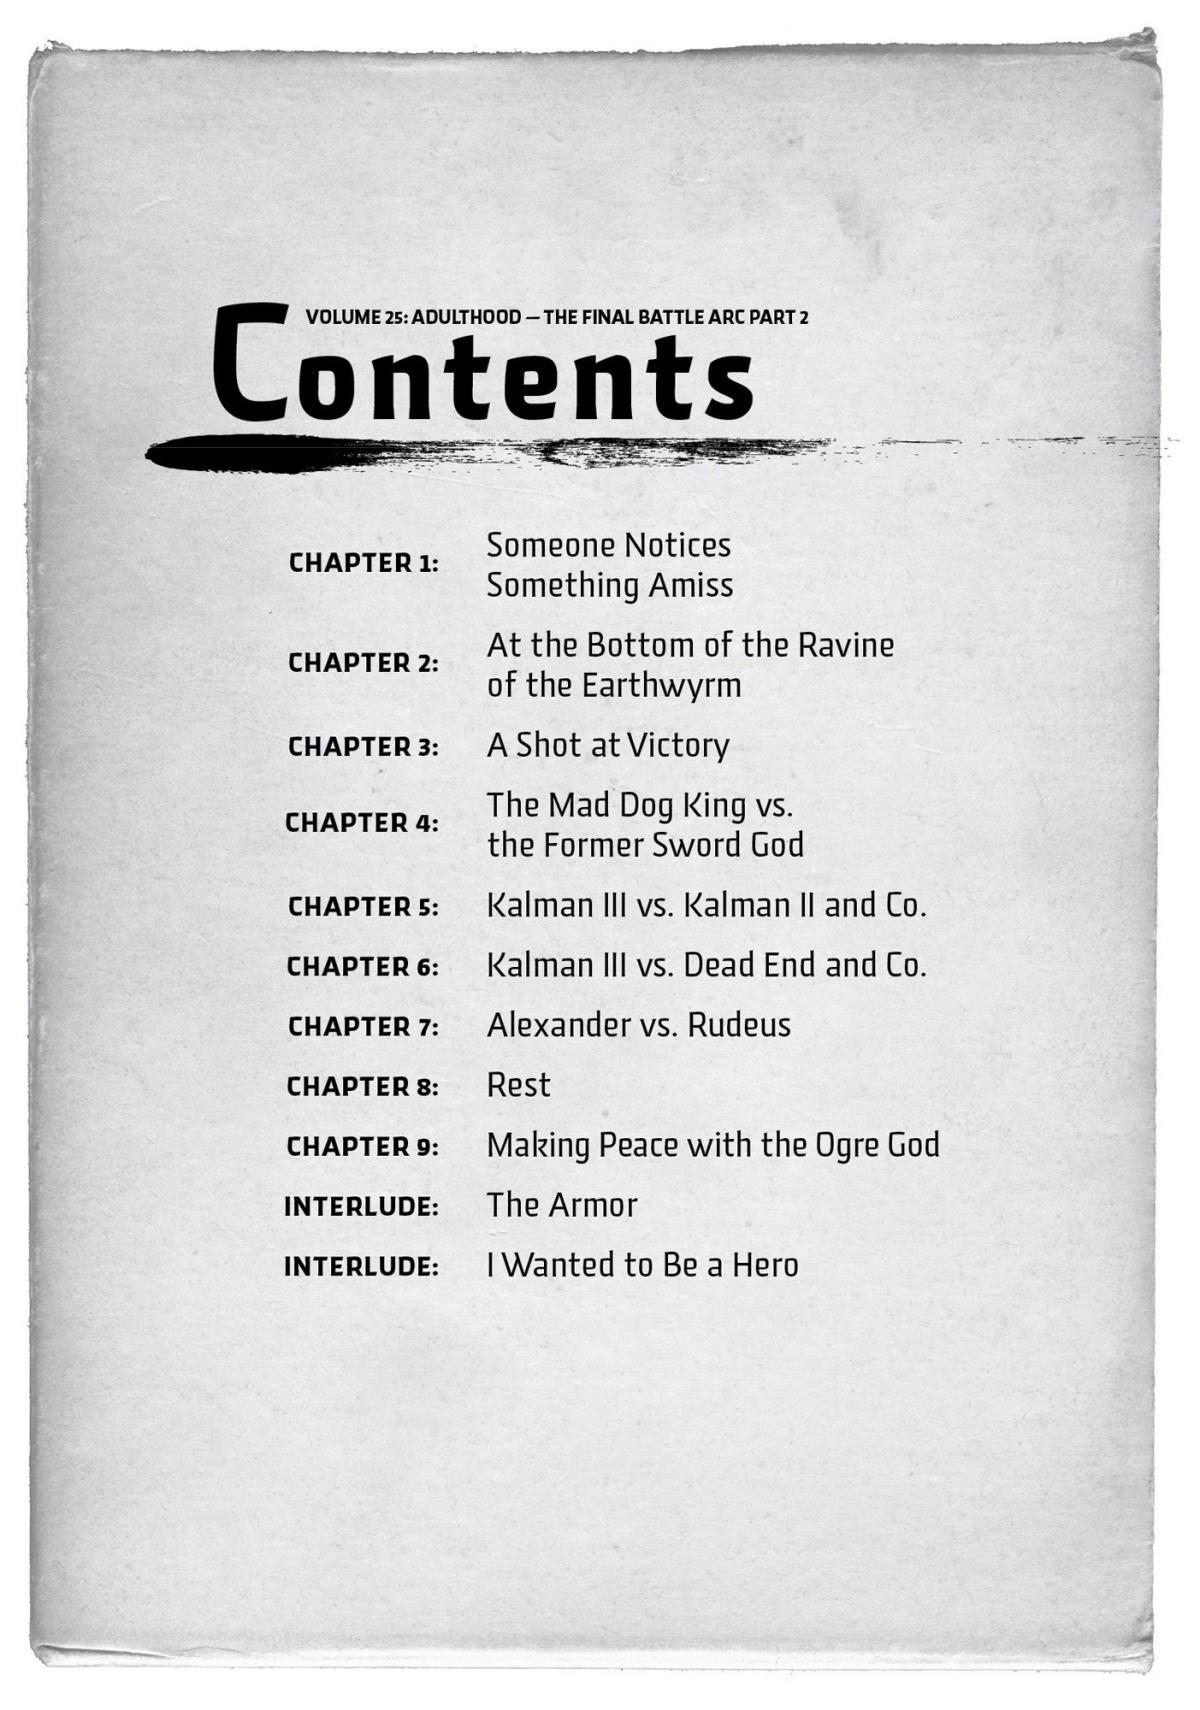 VOLUME 25: ADULTHOOD — THE FINAL BATTLE ARC PART 2
Contents
CHAPTER 1: Someone Notices
Something Amiss
CHAPTER 2: At the Bottom of the Ravine
of the Earthwyrm
CHAPTER 3: A Shot at Victory
CHAPTER 4: The Mad Dog King vs.
the Former Sword God
CHAPTER 5: Kalman III vs. Kalman II and Co.
CHAPTER 6: Kalman III vs. Dead End and Co.
CHAPTER 7: Alexander vs. Rudeus
CHAPTER 8: Rest
CHAPTER 9: Making Peace with the Ogre God
INTERLUDE: The Armor
INTERLUDE: I Wanted to Be a Hero